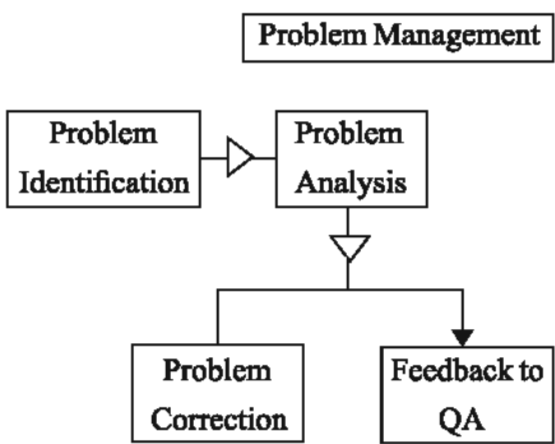 Problem Management
Problem
Identification
Problem
Analysis
Problem
Correction
Feedback to
QA